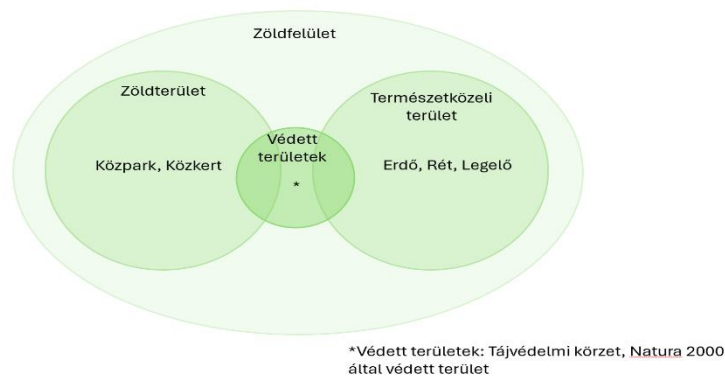 Zöldfelület
Zöldterület
Közpark, Közkert
Védett
területek
*
Természetközeli
terület
Erdő, Rét, Legelő
*Védett területek: Tájvédelmi körzet, Natura 2000
által védett terület